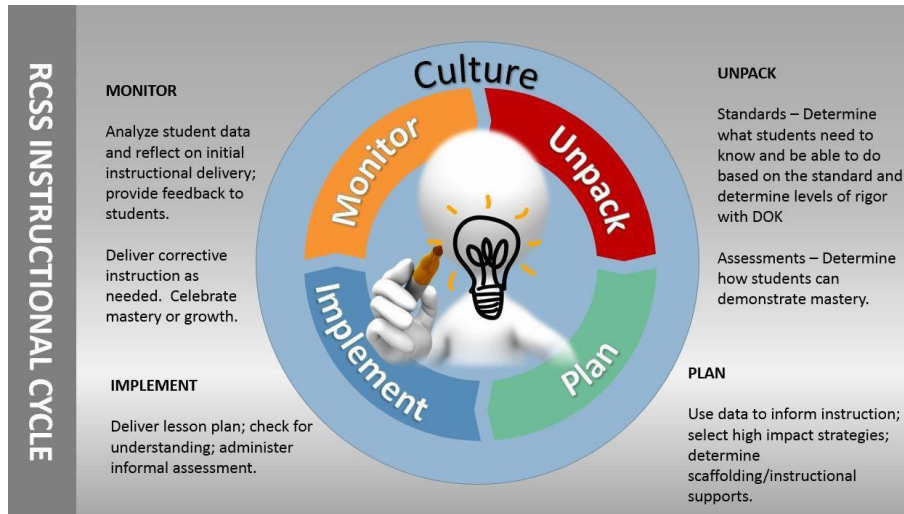 RCSS INSTRUCTIONAL CYCLE
MONITOR
Analyze student data
and reflect on initial
instructional delivery;
provide feedback to
students.
Deliver corrective
instruction as
needed.  Celebrate
mastery or growth.
IMPLEMENT
Deliver lesson plan; check for
understanding; administer
informal assessment.
Culture
Monitor
Unpack
Implement
Plan
UNPACK
Standards – Determine
what students need to
know and be able to do
based on the standard and
determine levels of rigor
with DOK
Assessments – Determine
how students can
demonstrate mastery.
PLAN
Use data to inform instruction;
select high impact strategies;
determine
scaffolding/instructional
supports.